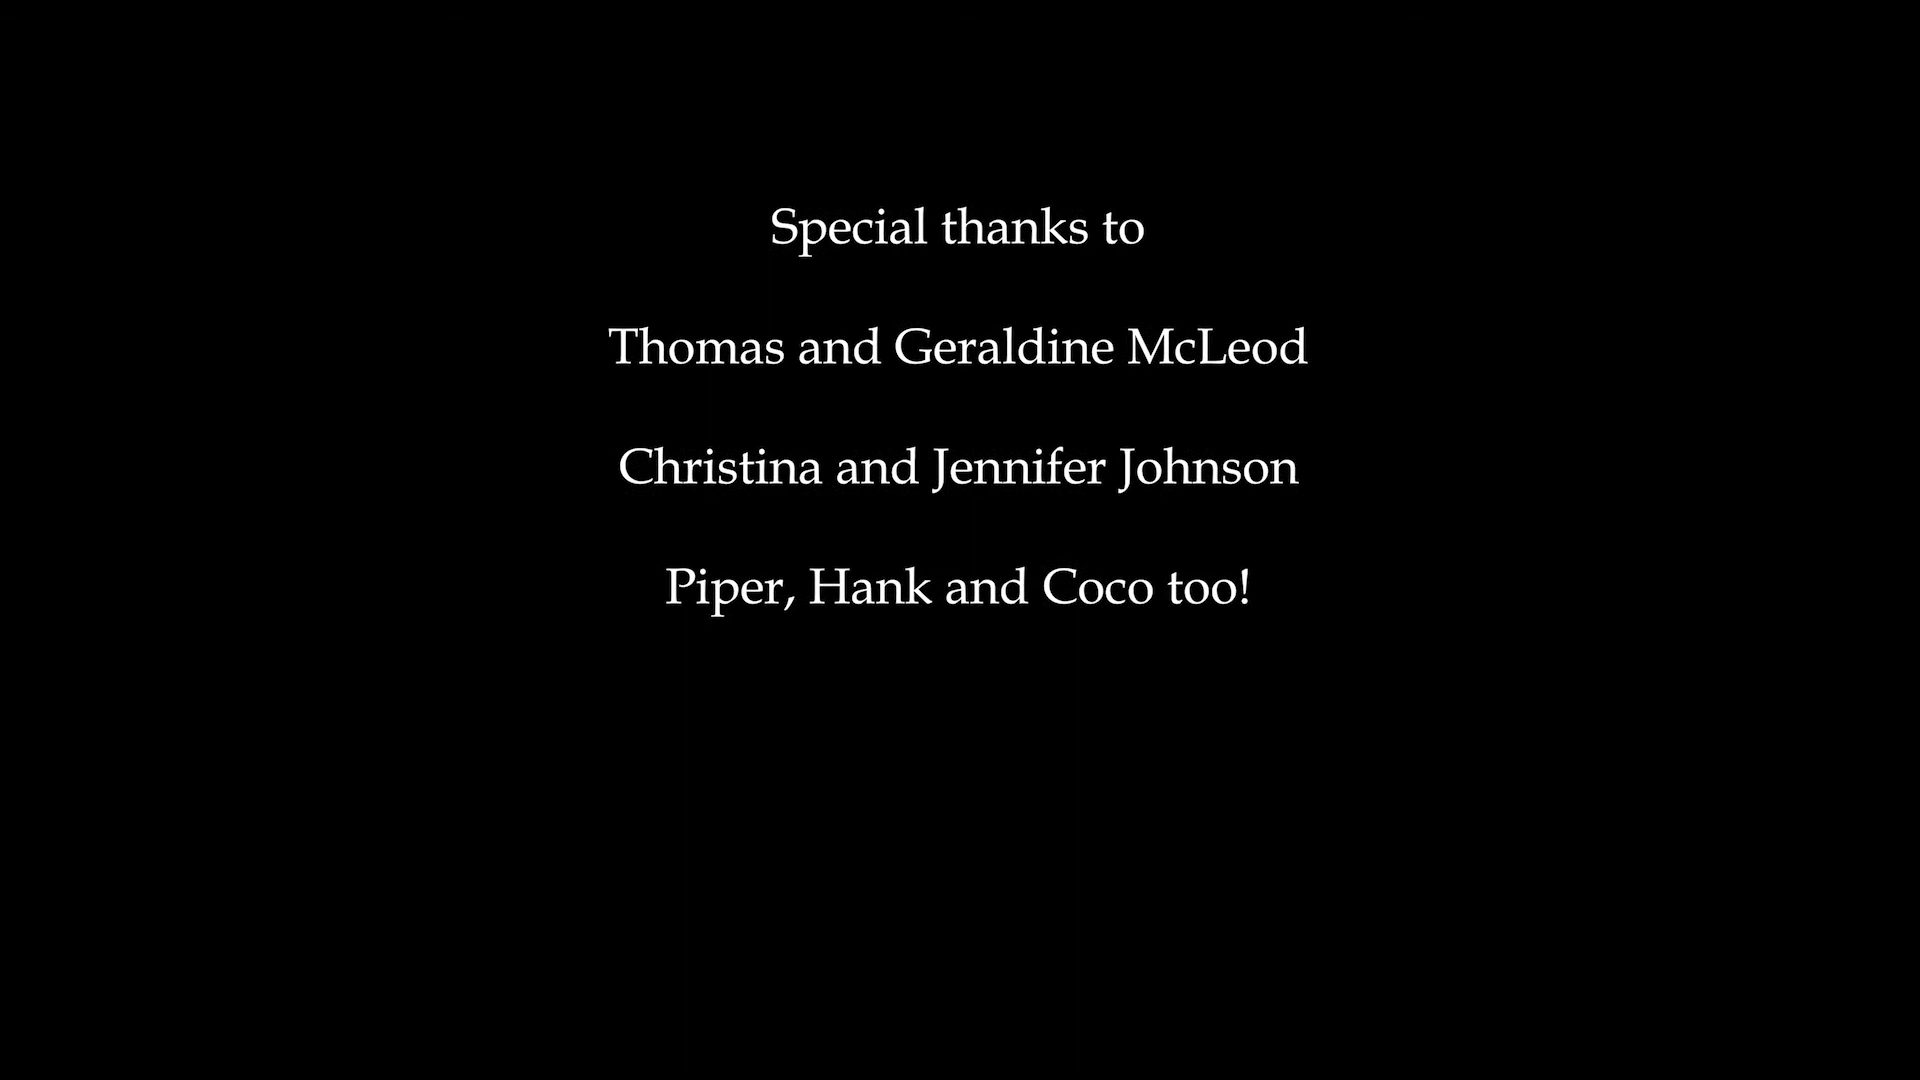 Special thanks to
Thomas and Geraldine McLeod
Christina and Jennifer Johnson
Piper, Hank and Coco too!